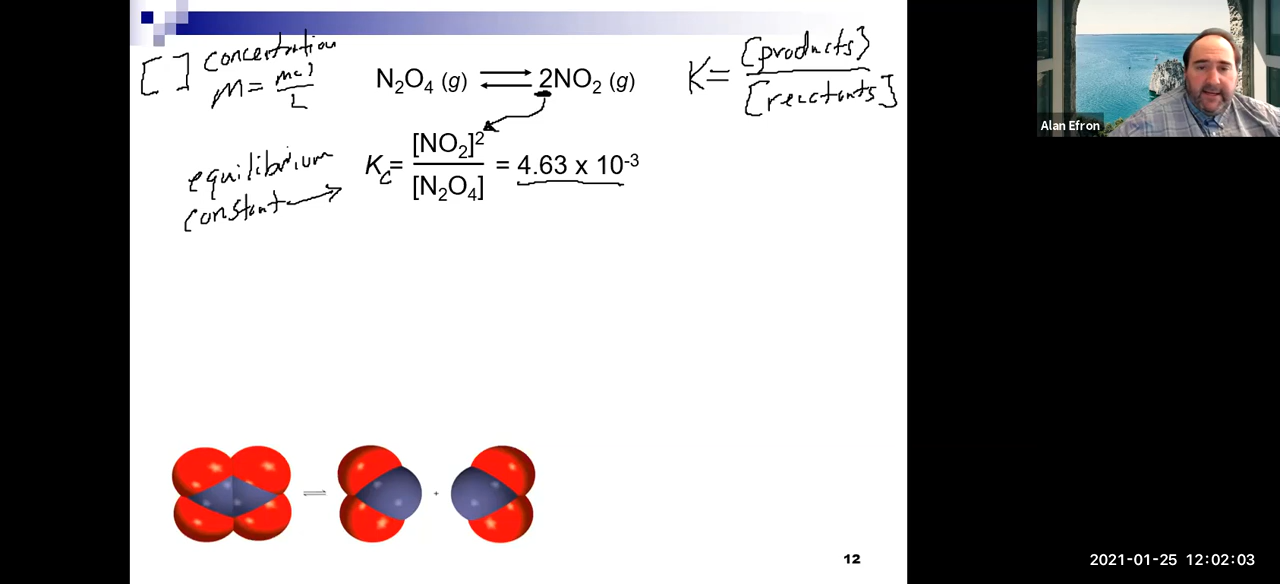 [ ] concertration
M = mol / L
N₂O₄ (g) ⇌ 2NO₂ (g)
K = [products] / [reactants]
Kc = [NO₂]² / [N₂O₄] = 4.63 x 10⁻³
equilibrium
constant →
⇌ +
12
Alan Efron
2021-01-25 12:02:03